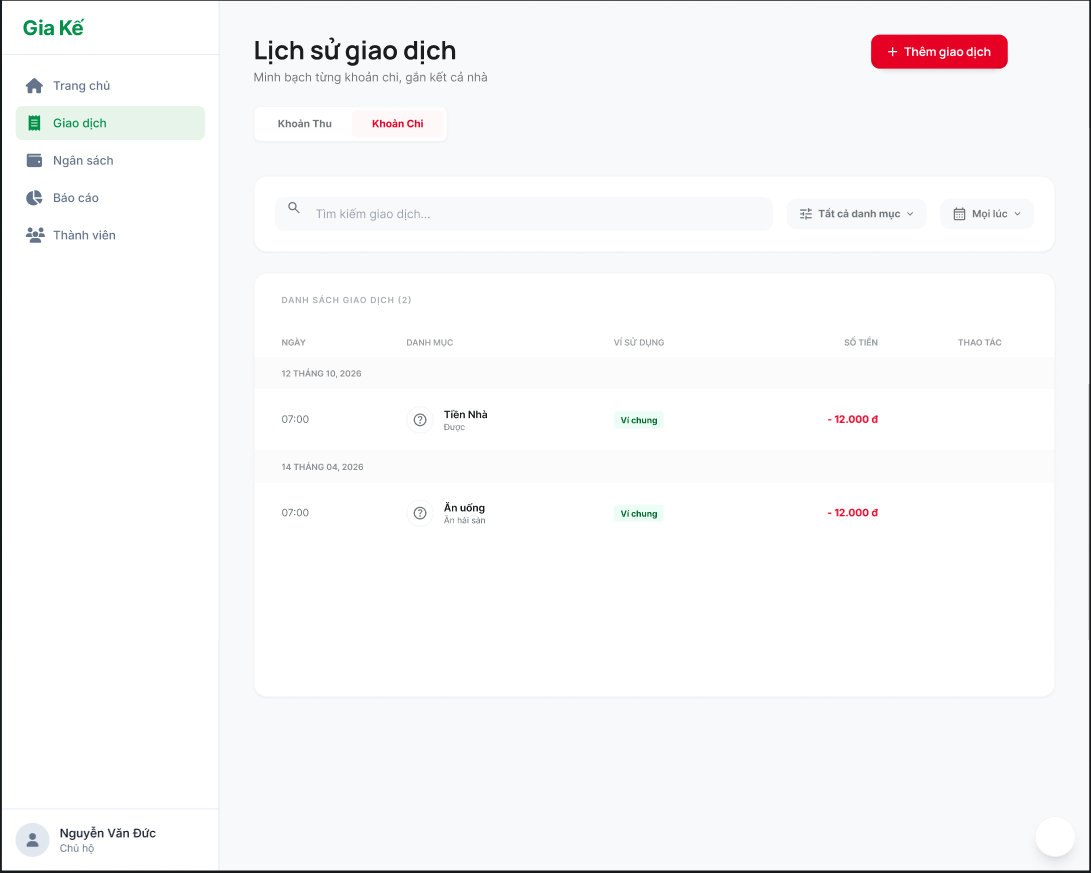 Gia Kế
Trang chủ
Giao dịch
Ngân sách
Báo cáo
Thành viên
Nguyễn Văn Đức
Chủ hộ
Lịch sử giao dịch
Minh bạch từng khoản chi, gắn kết cả nhà
+ Thêm giao dịch
Khoản Thu
Khoản Chi
Tìm kiếm giao dịch...
Tất cả danh mục
Mọi lúc
DANH SÁCH GIAO DỊCH (2)
NGÀY DANH MỤC VÍ SỬ DỤNG SỐ TIỀN THAO TÁC
12 THÁNG 10, 2026
07:00 Tiền Nhà Ví chung - 12.000 đ
Được
14 THÁNG 04, 2026
07:00 Ăn uống Ví chung - 12.000 đ
Ăn hải sản